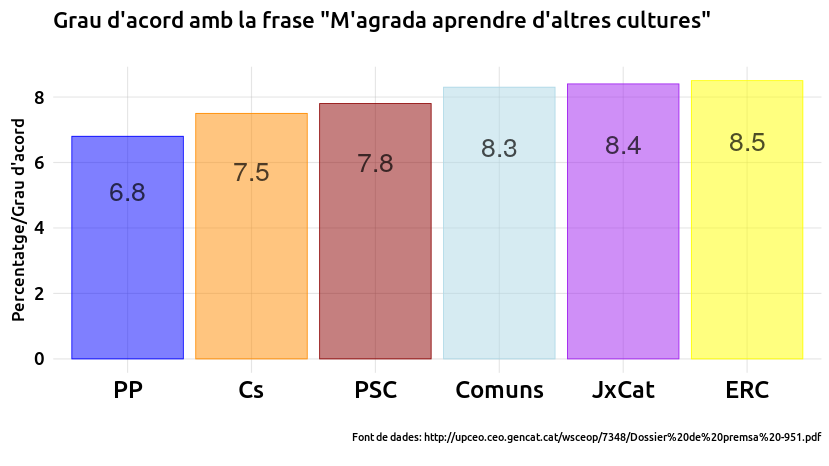 Grau d'acord amb la frase "M'agrada aprendre d'altres cultures"
Percentatge/Grau d'acord
8
6
4
2
0
6.8
7.5
7.8
8.3
8.4
8.5
PP
Cs
PSC
Comuns
JxCat
ERC
Font de dades: http://upceo.ceo.gencat.cat/wsceop/7348/Dossier%20de%20premsa%20-951.pdf